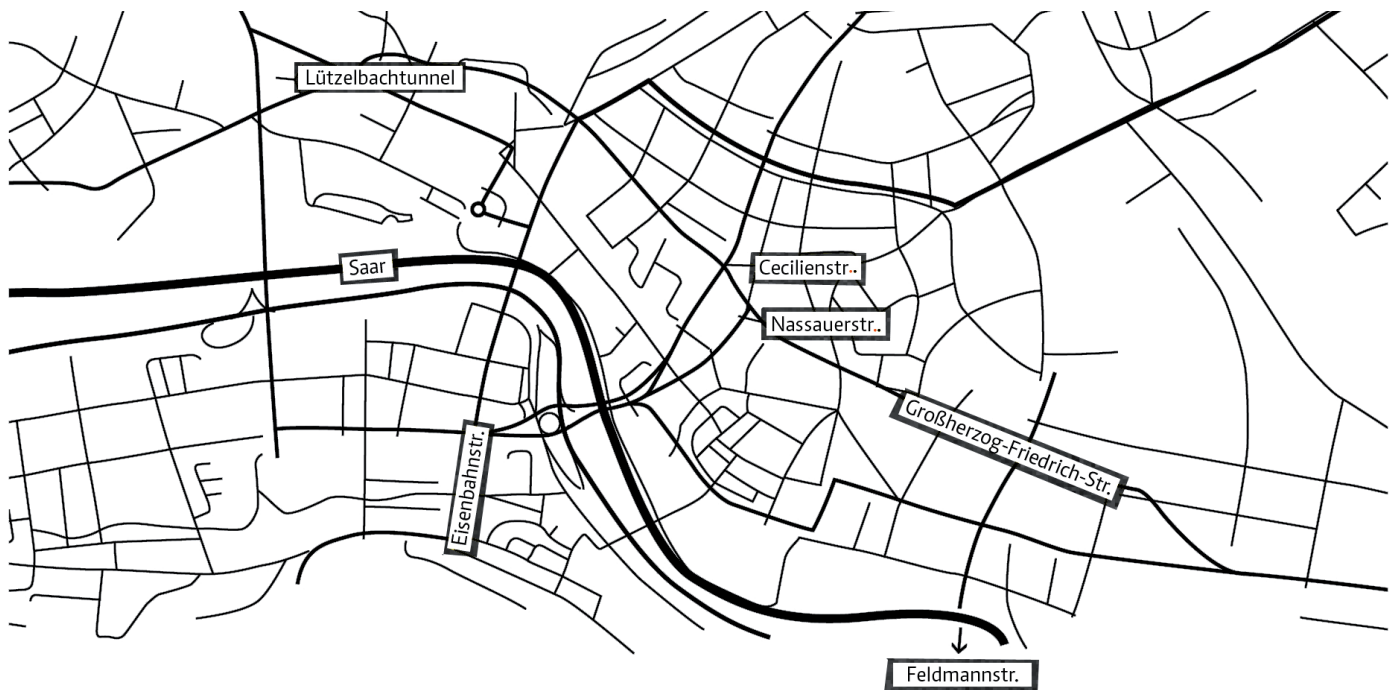 Lützelbachtunnel
Saar
Cecilienstr..
Nassauerstr..
Großherzog-Friedrich-Str.
Eisenbahnstr.
Feldmannstr.